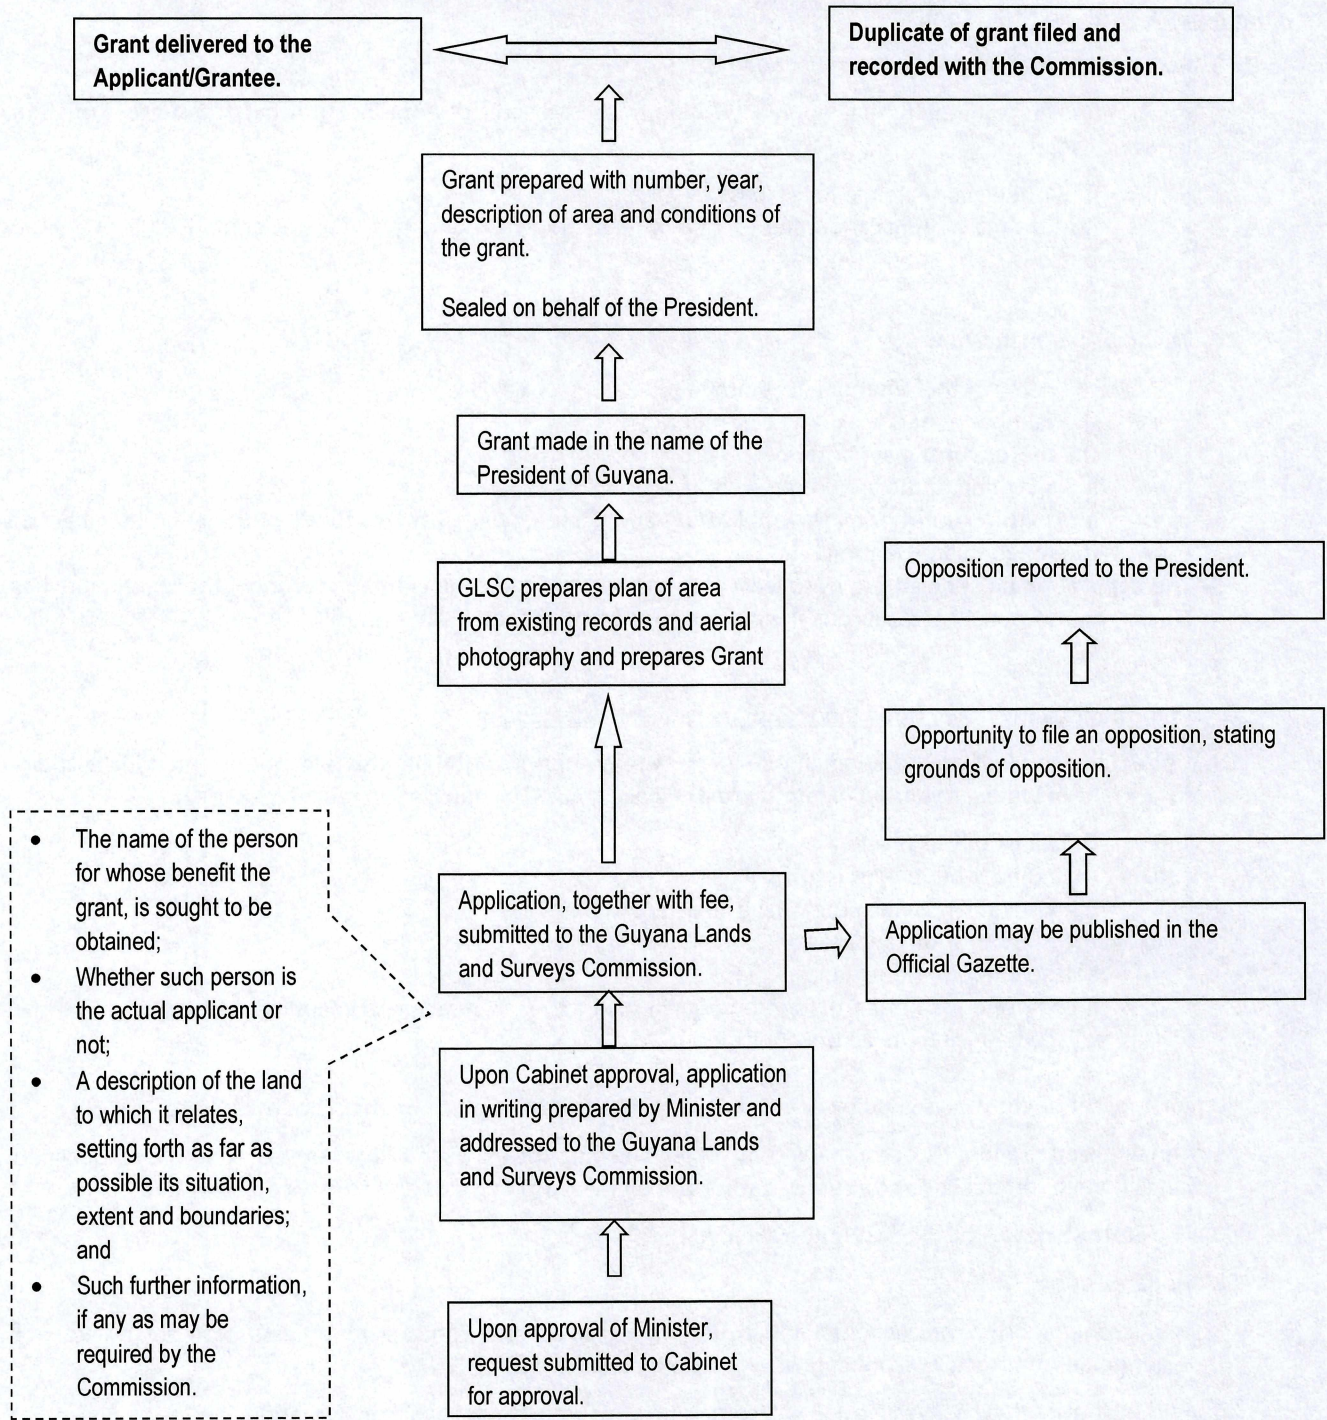 Grant delivered to the
Applicant/Grantee.
Duplicate of grant filed and
recorded with the Commission.
Grant prepared with number, year,
description of area and conditions of
the grant.
Sealed on behalf of the President.
Grant made in the name of the
President of Guyana.
GLSC prepares plan of area
from existing records and aerial
photography and prepares Grant
Opposition reported to the President.
Opportunity to file an opposition, stating
grounds of opposition.
• The name of the person
for whose benefit the
grant, is sought to be
obtained;
• Whether such person is
the actual applicant or
not;
• A description of the land
to which it relates,
setting forth as far as
possible its situation,
extent and boundaries;
and
• Such further information,
if any as may be
required by the
Commission.
Application, together with fee,
submitted to the Guyana Lands
and Surveys Commission.
Application may be published in the
Official Gazette.
Upon Cabinet approval, application
in writing prepared by Minister and
addressed to the Guyana Lands
and Surveys Commission.
Upon approval of Minister,
request submitted to Cabinet
for approval.